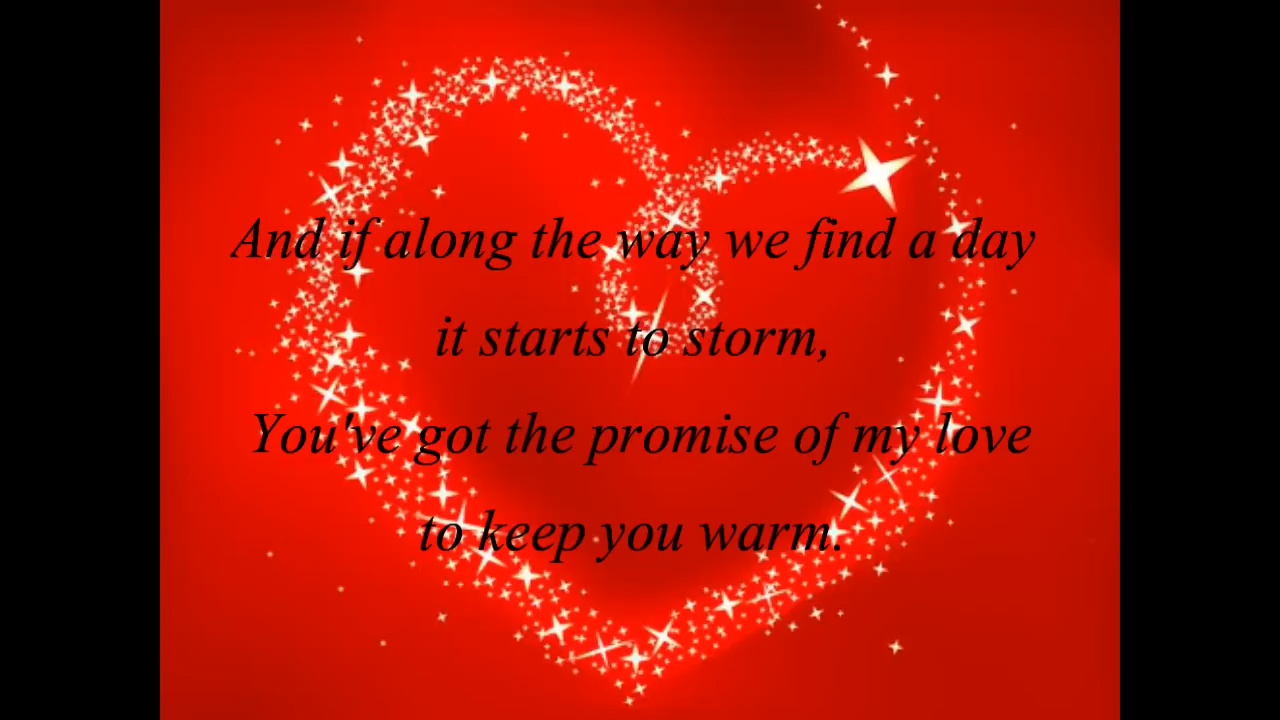 And if along the way we find a day
it starts to storm,
You've got the promise of my love
to keep you warm.